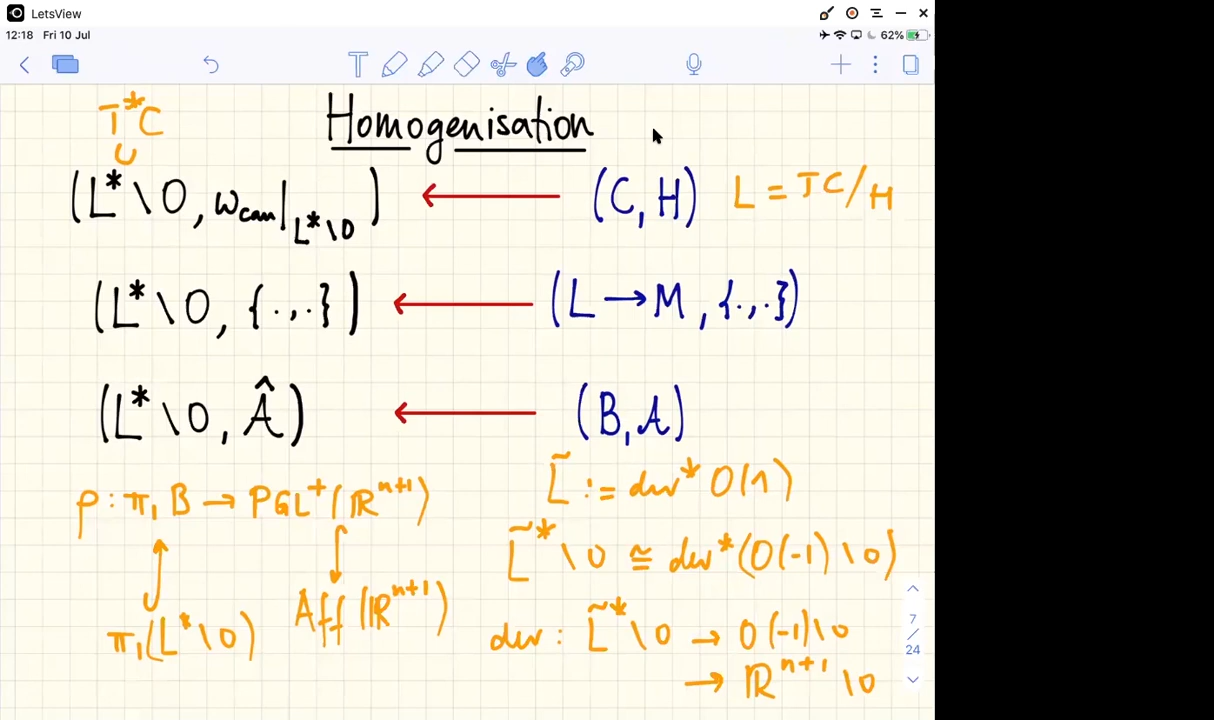 LetsView
12:18 Fri 10 Jul 62%
T*C
∪
Homogenisation
(L*\0, ω_can|_{L*\0}) ← (C, H) L = TC/H
(L*\0, {.,.}) ← (L → M, {.,.})
(L*\0, Â) ← (B, A)
L̃ := dev* O(1)
ρ : π₁ B → PGL⁺(ℝⁿ⁺¹)
L̃*\0 ≅ dev*(O(-1)\0)
Aff(ℝⁿ⁺¹)
π₁(L*\0)
dev : L̃*\0 → O(-1)\0
→ ℝⁿ⁺¹\0
7
/
24